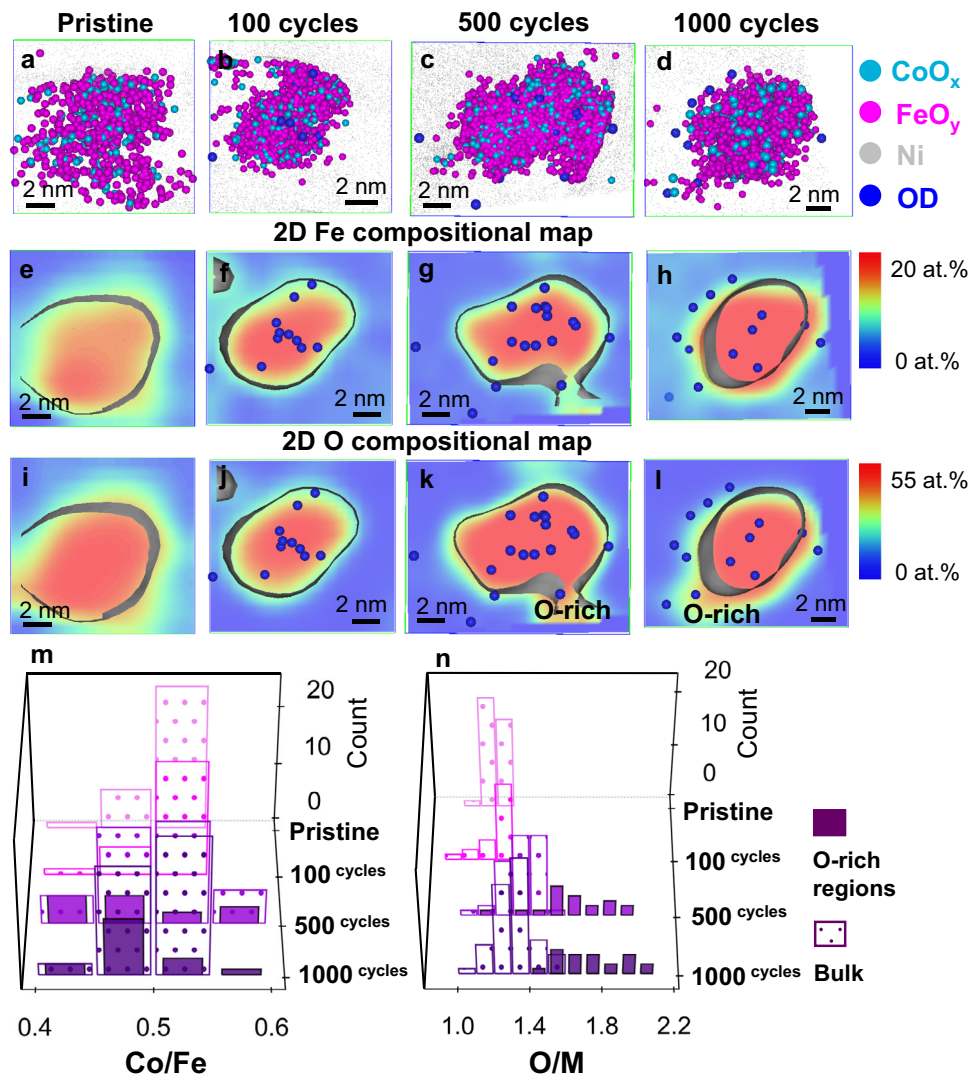 Pristine 100 cycles 500 cycles 1000 cycles
a b c d
CoOx
FeOy
Ni
OD
2 nm 2 nm 2 nm 2 nm
2D Fe compositional map
e f g h
20 at.%
0 at.%
2 nm 2 nm 2 nm 2 nm
2D O compositional map
i j k l
55 at.%
0 at.%
2 nm 2 nm O-rich 2 nm O-rich 2 nm
m n
20 20
10 10
0 0
Count Count
Pristine Pristine
100 cycles 100 cycles
500 cycles 500 cycles
1000 cycles 1000 cycles
O-rich
regions
Bulk
0.4 0.5 0.6 1.0 1.4 1.8 2.2
Co/Fe O/M